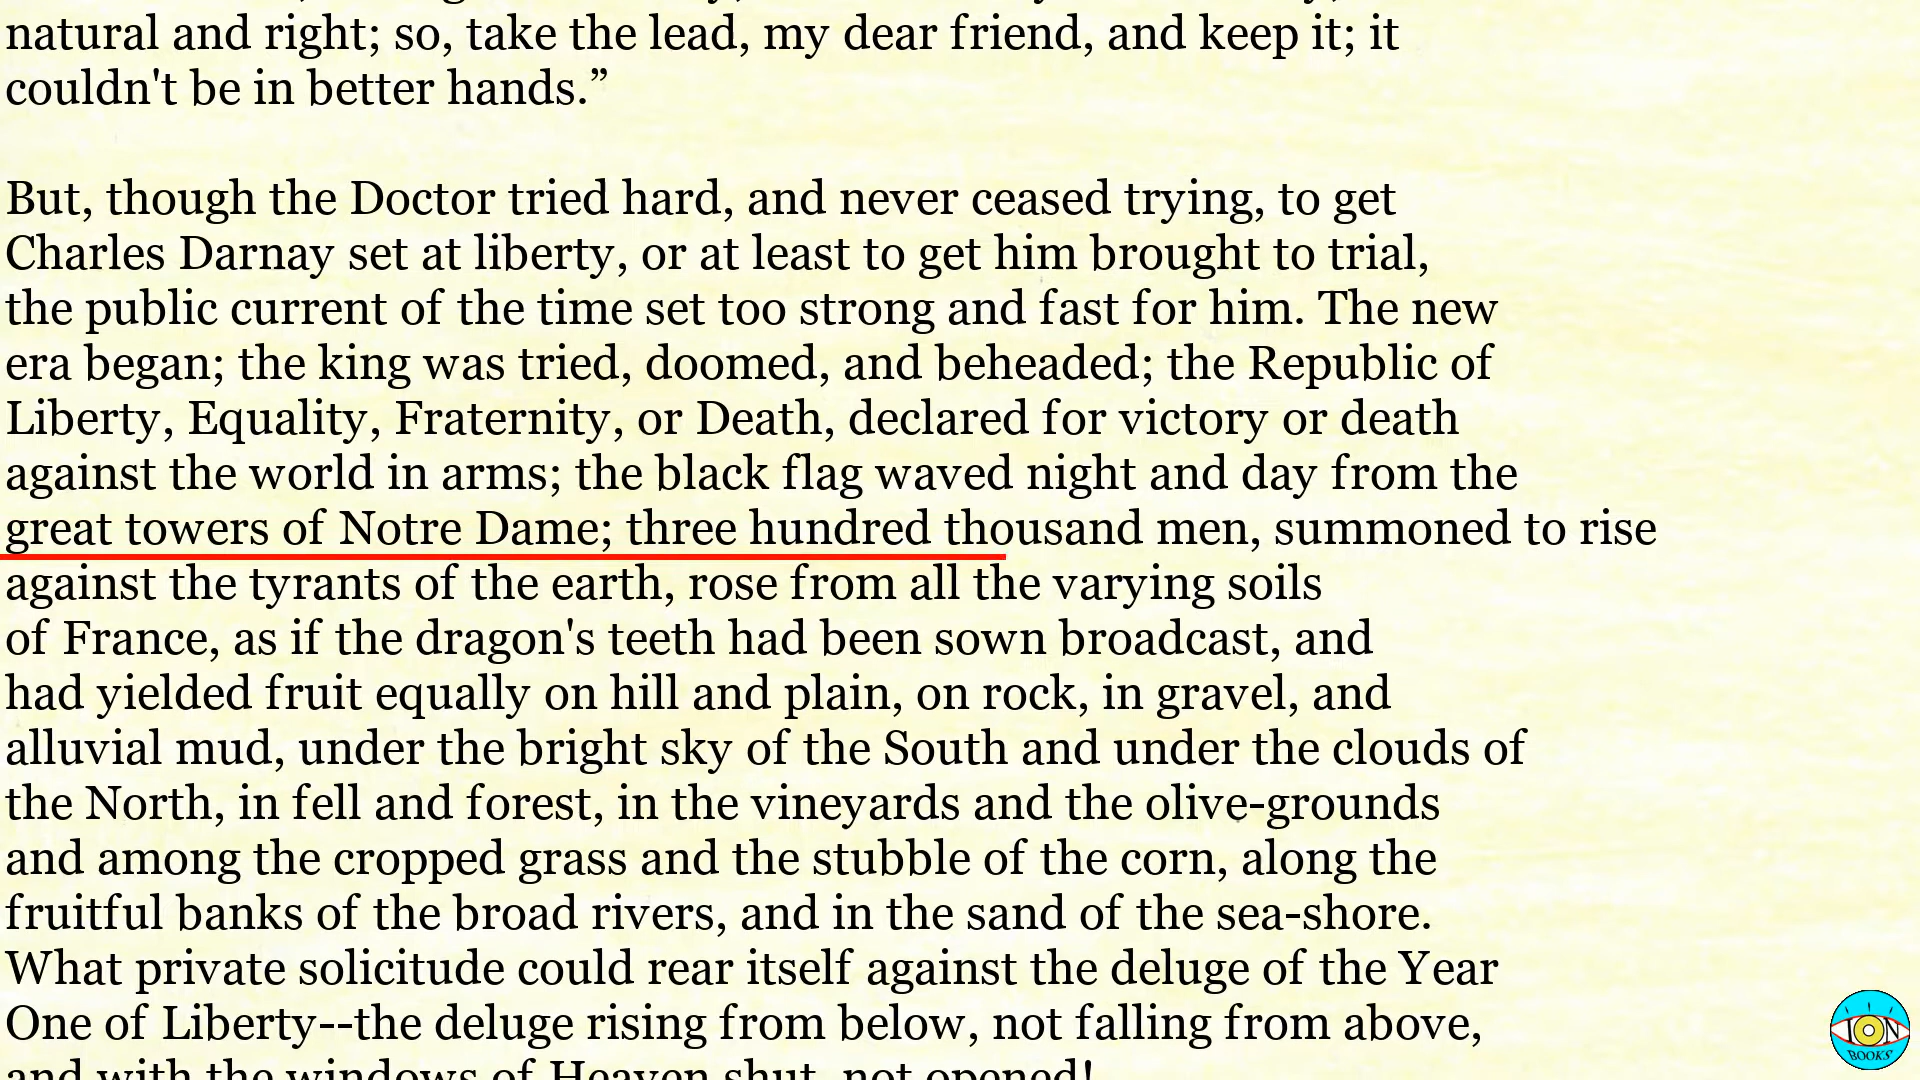 natural and right; so, take the lead, my dear friend, and keep it; it
couldn't be in better hands.”
But, though the Doctor tried hard, and never ceased trying, to get
Charles Darnay set at liberty, or at least to get him brought to trial,
the public current of the time set too strong and fast for him. The new
era began; the king was tried, doomed, and beheaded; the Republic of
Liberty, Equality, Fraternity, or Death, declared for victory or death
against the world in arms; the black flag waved night and day from the
great towers of Notre Dame; three hundred thousand men, summoned to rise
against the tyrants of the earth, rose from all the varying soils
of France, as if the dragon's teeth had been sown broadcast, and
had yielded fruit equally on hill and plain, on rock, in gravel, and
alluvial mud, under the bright sky of the South and under the clouds of
the North, in fell and forest, in the vineyards and the olive-grounds
and among the cropped grass and the stubble of the corn, along the
fruitful banks of the broad rivers, and in the sand of the sea-shore.
What private solicitude could rear itself against the deluge of the Year
One of Liberty--the deluge rising from below, not falling from above,
and with the windows of Heaven shut, not opened!
ION
BOOKS